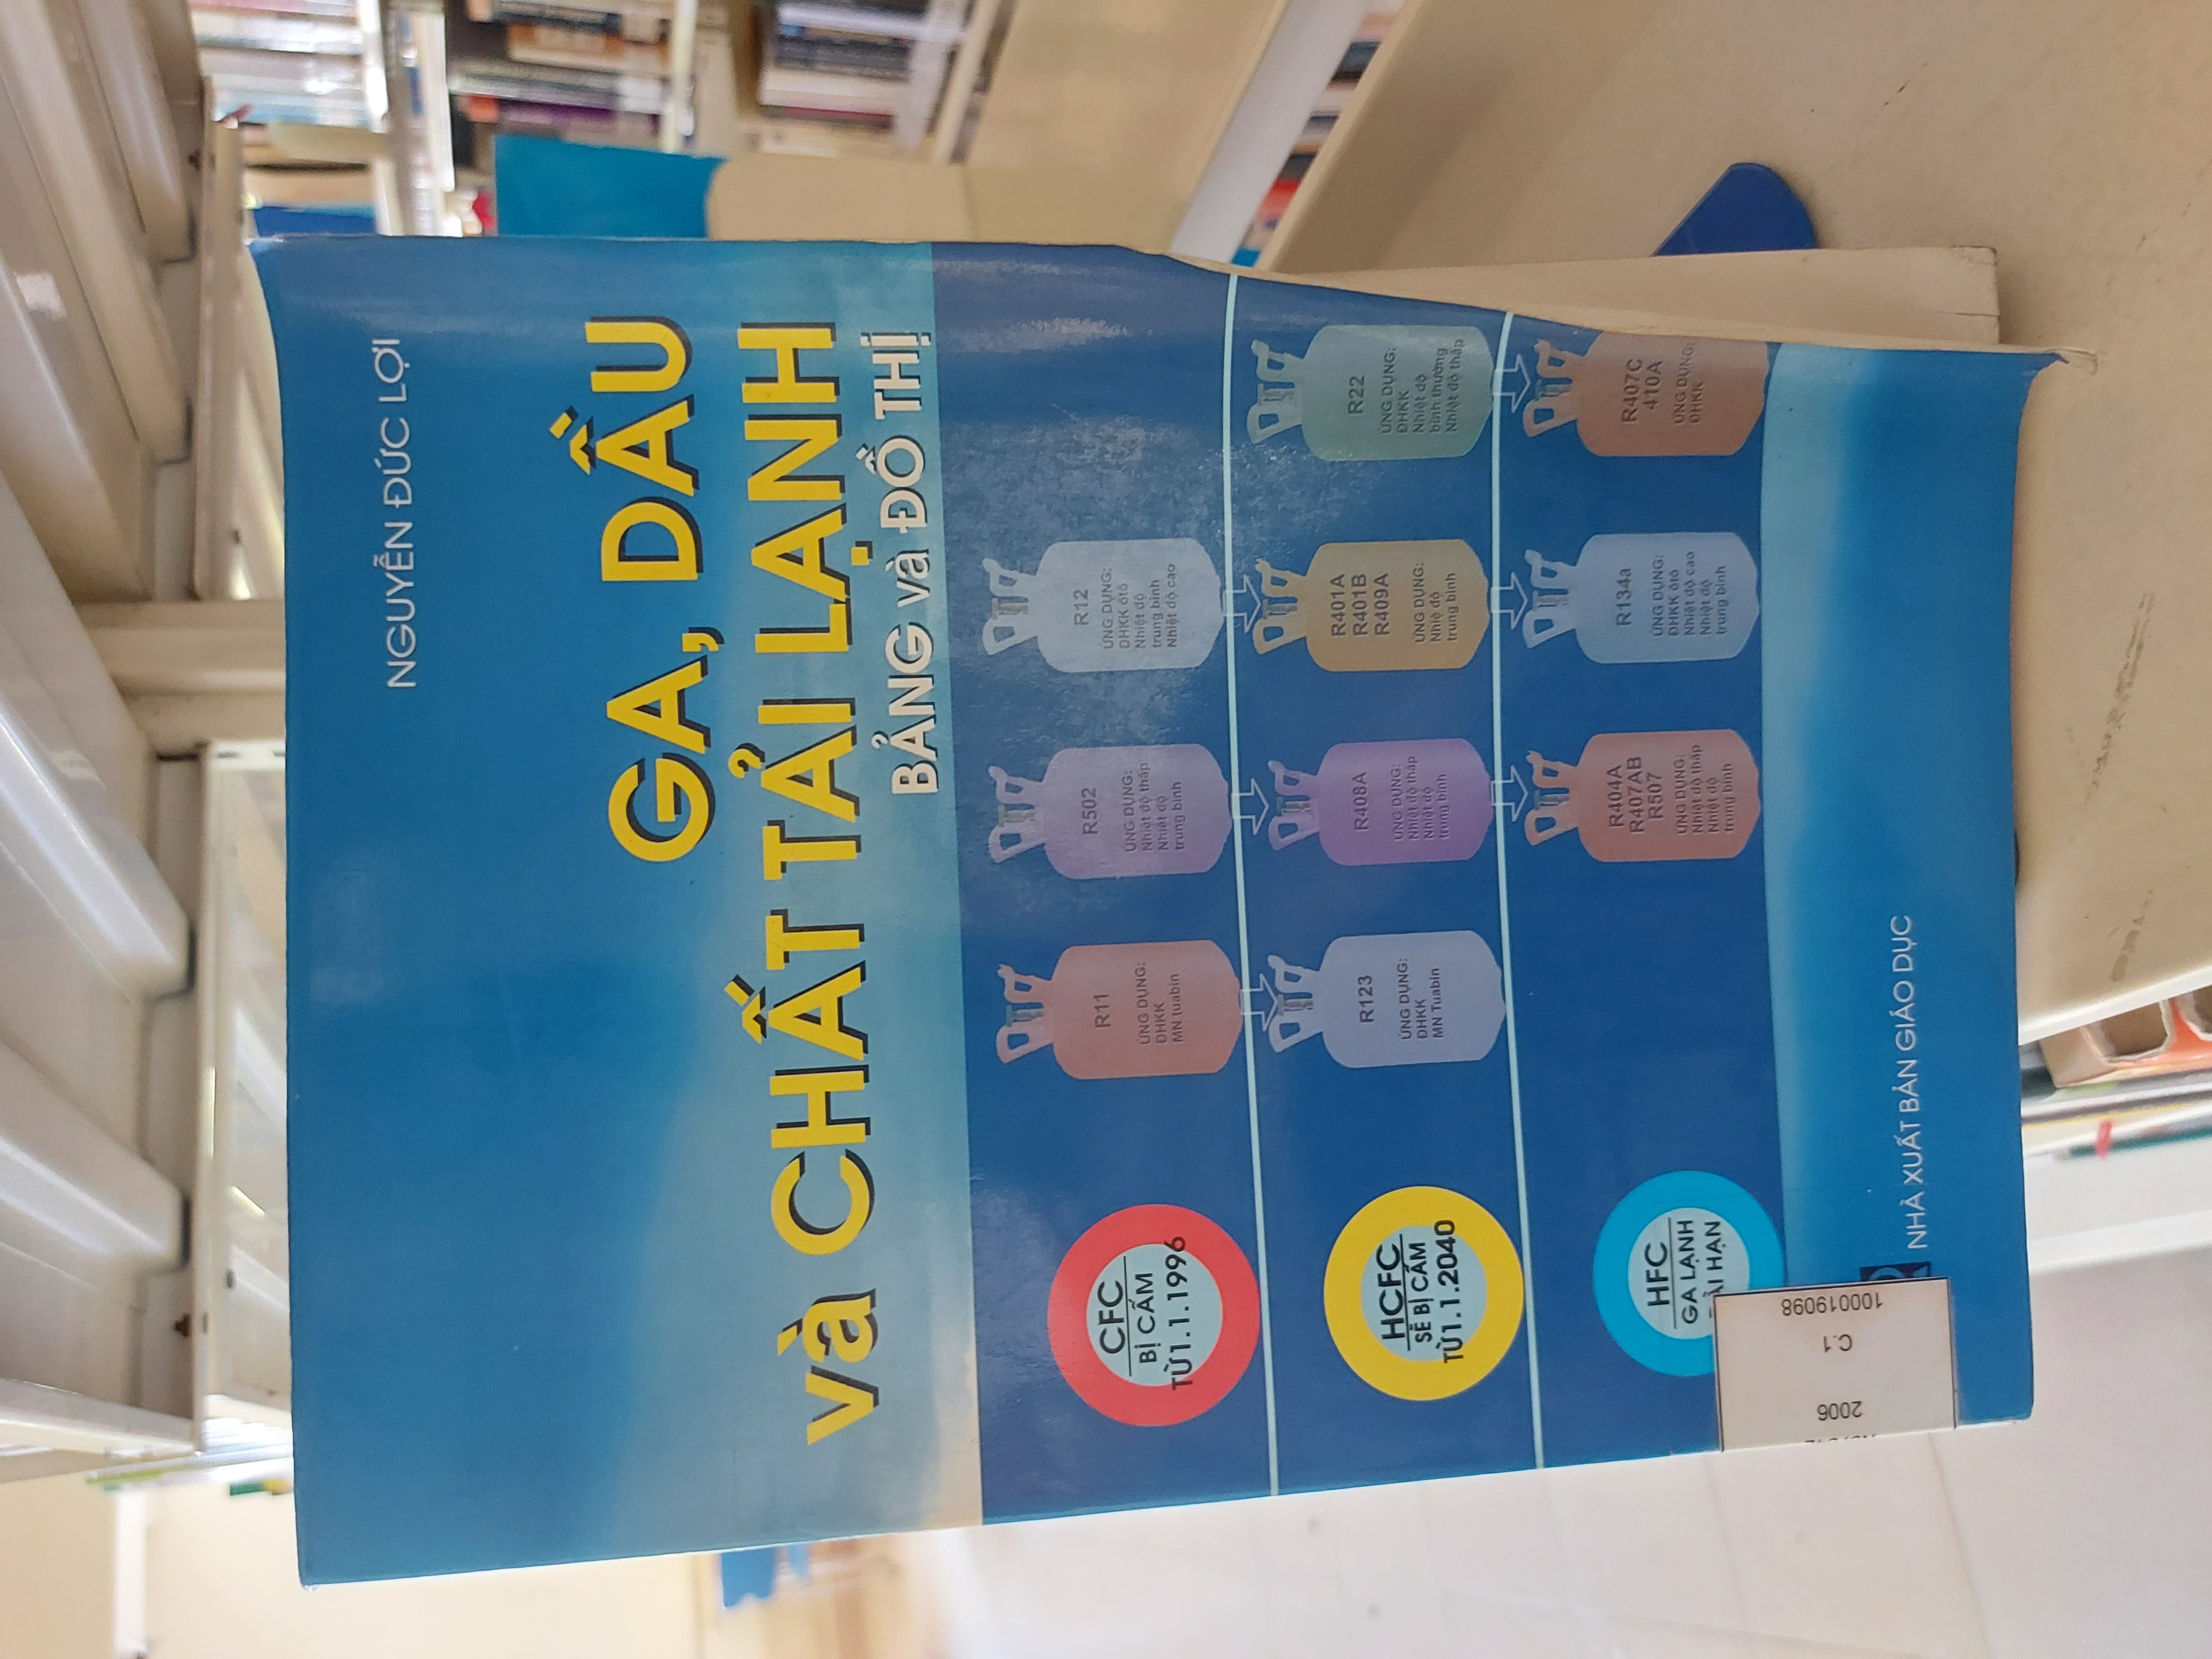 NGUYỄN ĐỨC LỢI
GA, DẦU
và CHẤT TẢI LẠNH
BẢNG và ĐỒ THỊ
CFC
BỊ CẤM
TỪ 1.1.1996
R11
ỨNG DỤNG:
ĐHKK
MN tuabin
R502
ỨNG DỤNG:
Nhiệt độ thấp
Nhiệt độ
trung bình
R12
ỨNG DỤNG:
ĐHKK ôtô
Nhiệt độ
trung bình
Nhiệt độ cao
HCFC
SẼ BỊ CẤM
TỪ 1.1.2040
R123
ỨNG DỤNG:
ĐHKK
MN Tuabin
R408A
ỨNG DỤNG:
Nhiệt độ thấp
Nhiệt độ
trung bình
R401A
R401B
R409A
ỨNG DỤNG:
Nhiệ độ
trung bình
R22
ỨNG DỤNG:
ĐHKK
Nhiệt độ
bình thường
Nhiệt độ thấp
HFC
GA LẠNH
HẠN
R404A
R407AB
R507
ỨNG DỤNG:
Nhiệt độ thấp
Nhiệt độ
trung bình
R134a
ỨNG DỤNG:
ĐHKK ôtô
Nhiệt độ cao
Nhiệt độ
trung bình
R407C
410A
ỨNG DỤNG:
ĐHKK
2006
C.1
100019098
NHÀ XUẤT BẢN GIÁO DỤC